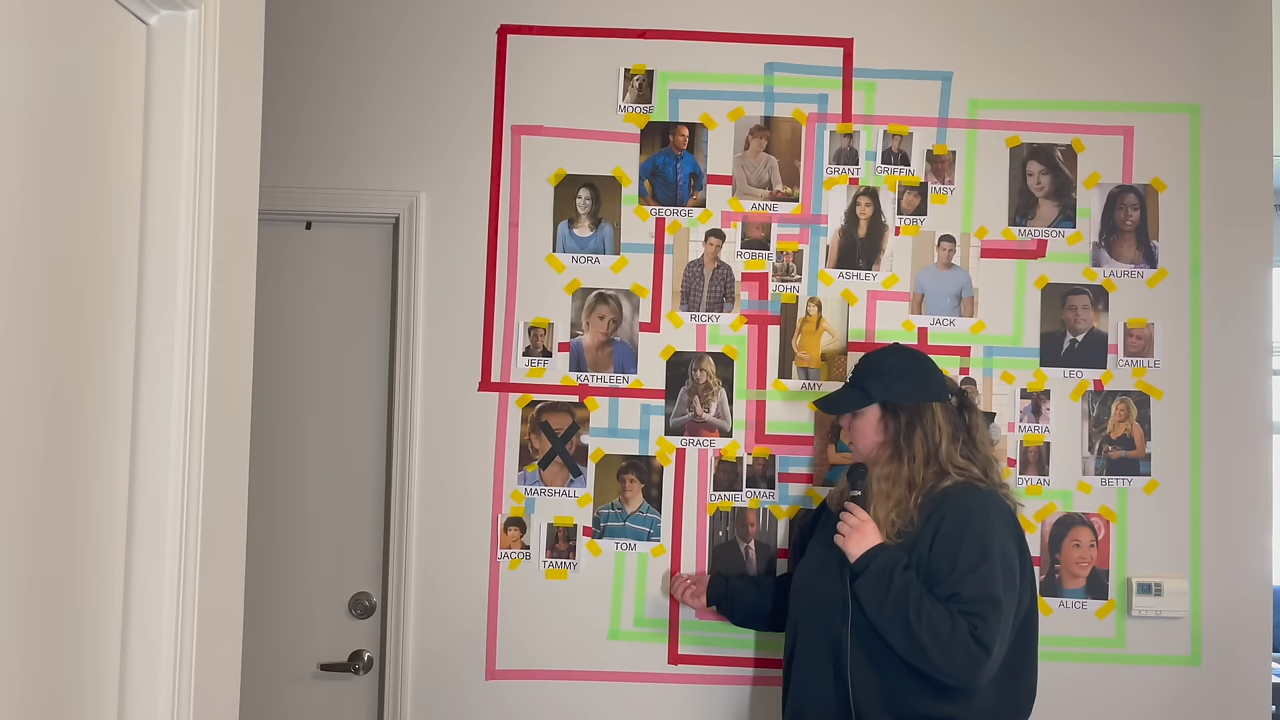 MOOSE
GEORGE
ANNE
GRANT
GRIFFIN
IMSY
TOBY
MADISON
LAUREN
NORA
ROBBIE
JOHN
ASHLEY
RICKY
JACK
JEFF
KATHLEEN
AMY
LEO
CAMILLE
GRACE
MARIA
MARSHALL
DANIEL
OMAR
DYLAN
BETTY
JACOB
TAMMY
TOM
ALICE